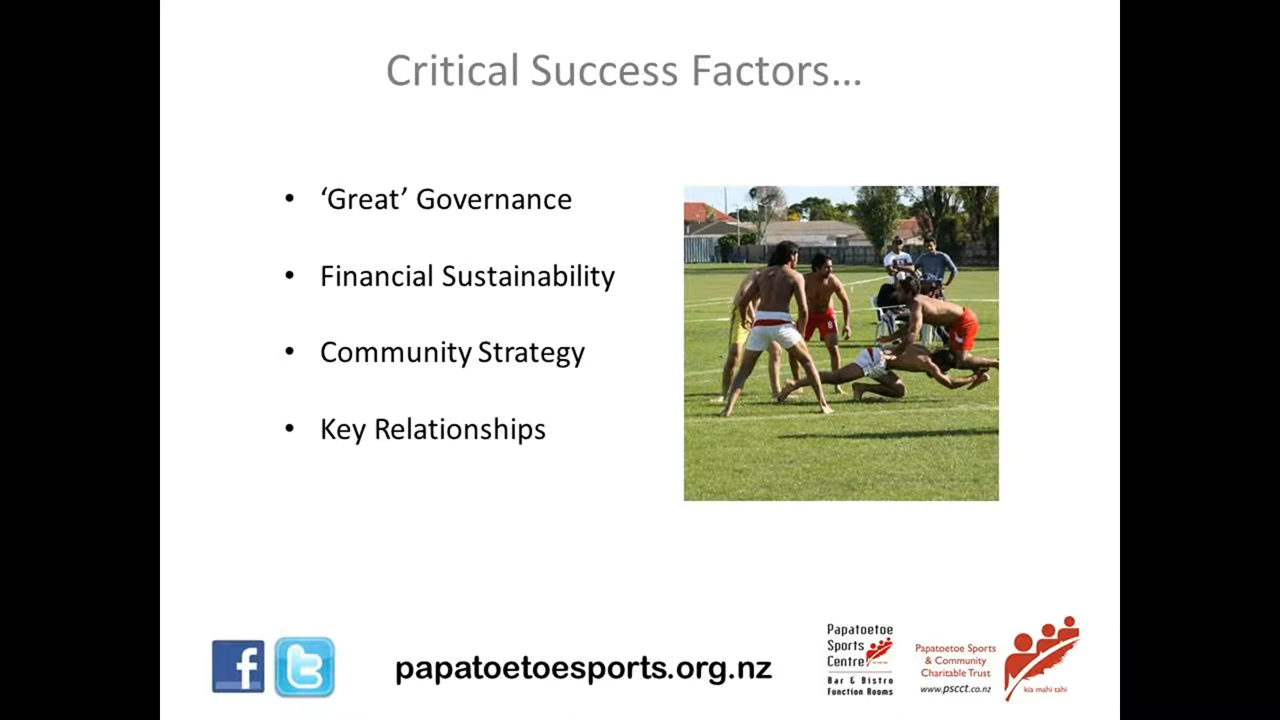 Critical Success Factors...
• ‘Great’ Governance
• Financial Sustainability
• Community Strategy
• Key Relationships
papatoetoesports.org.nz
Papatoetoe
Sports
Centre
Bar & Bistro
Function Rooms
Papatoetoe Sports
& Community
Charitable Trust
www.pscct.co.nz
kia mahi tahi
8